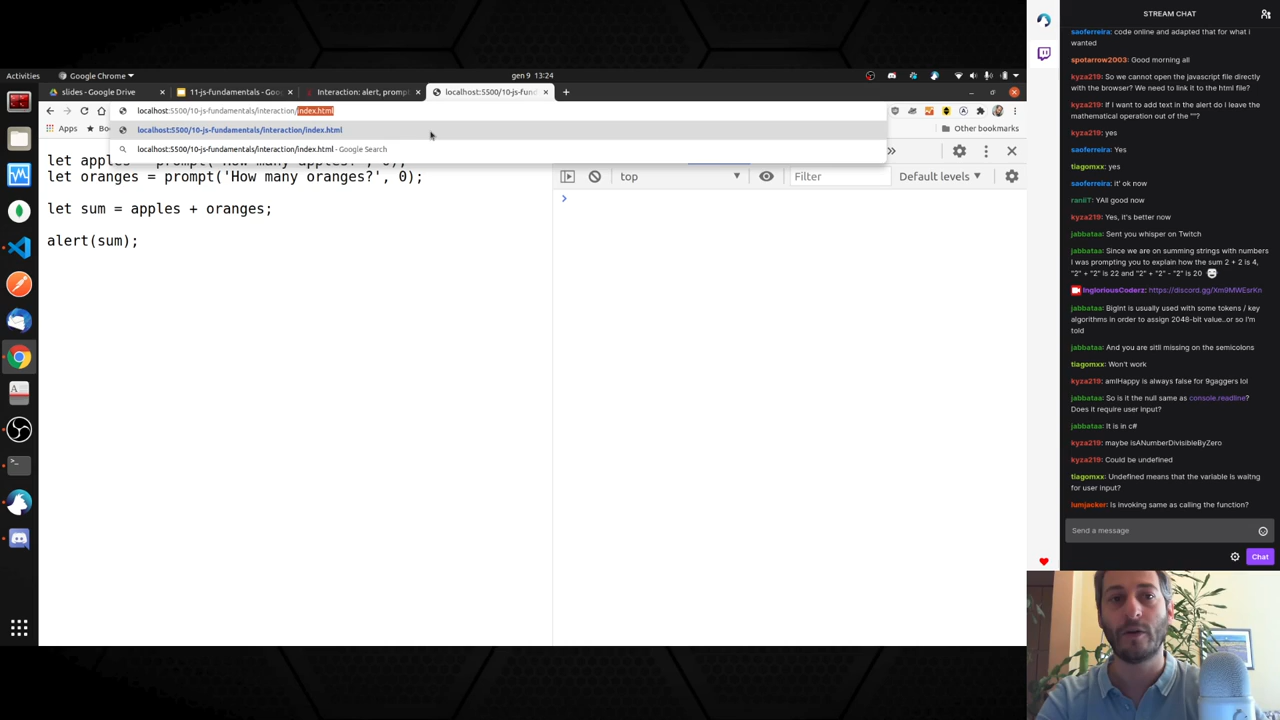 Activities
Google Chrome
gen 9 13:24
slides - Google Drive
11-js-fundamentals - Google
Interaction: alert, prompt
localhost:5500/10-js-fund
localhost:5500/10-js-fundamentals/interaction/index.html
Apps
Other bookmarks
localhost:5500/10-js-fundamentals/interaction/index.html
localhost:5500/10-js-fundamentals/interaction/index.html - Google Search
let oranges = prompt('How many oranges?', 0);
let sum = apples + oranges;
alert(sum);
top
Filter
Default levels
STREAM CHAT
saoferreira: code online and adapted that for what i
wanted
spotarrow2003: Good morning all
kyza219: So we cannot open the javascript file directly
with the browser? We need to link it to the html file?
kyza219: If I want to add text in the alert do I leave the
mathematical operation out of the ""?
kyza219: yes
saoferreira: Yes
tiagomxx: yes
saoferreira: it' ok now
raniiT: YAll good now
kyza219: Yes, it's better now
jabbataa: Sent you whisper on Twitch
jabbataa: Since we are on summing strings with numbers
I was prompting you to explain how the sum 2 + 2 is 4,
"2" + "2" is 22 and "2" + "2" - "2" is 20
IngloriousCoderz: https://discord.gg/Xm9MWEsrKn
jabbataa: BigInt is usually used with some tokens / key
algorithms in order to assign 2048-bit value..or so I'm
told
jabbataa: And you are sitll missing on the semicolons
tiagomxx: Won't work
kyza219: amIHappy is always false for 9gaggers lol
jabbataa: So is it the null same as console.readline?
Does it require user input?
jabbataa: It is in c#
kyza219: maybe isANumberDivisibleByZero
kyza219: Could be undefined
tiagomxx: Undefined means that the variable is waitng
for user input?
lumjacker: Is invoking same as calling the function?
Send a message
Chat